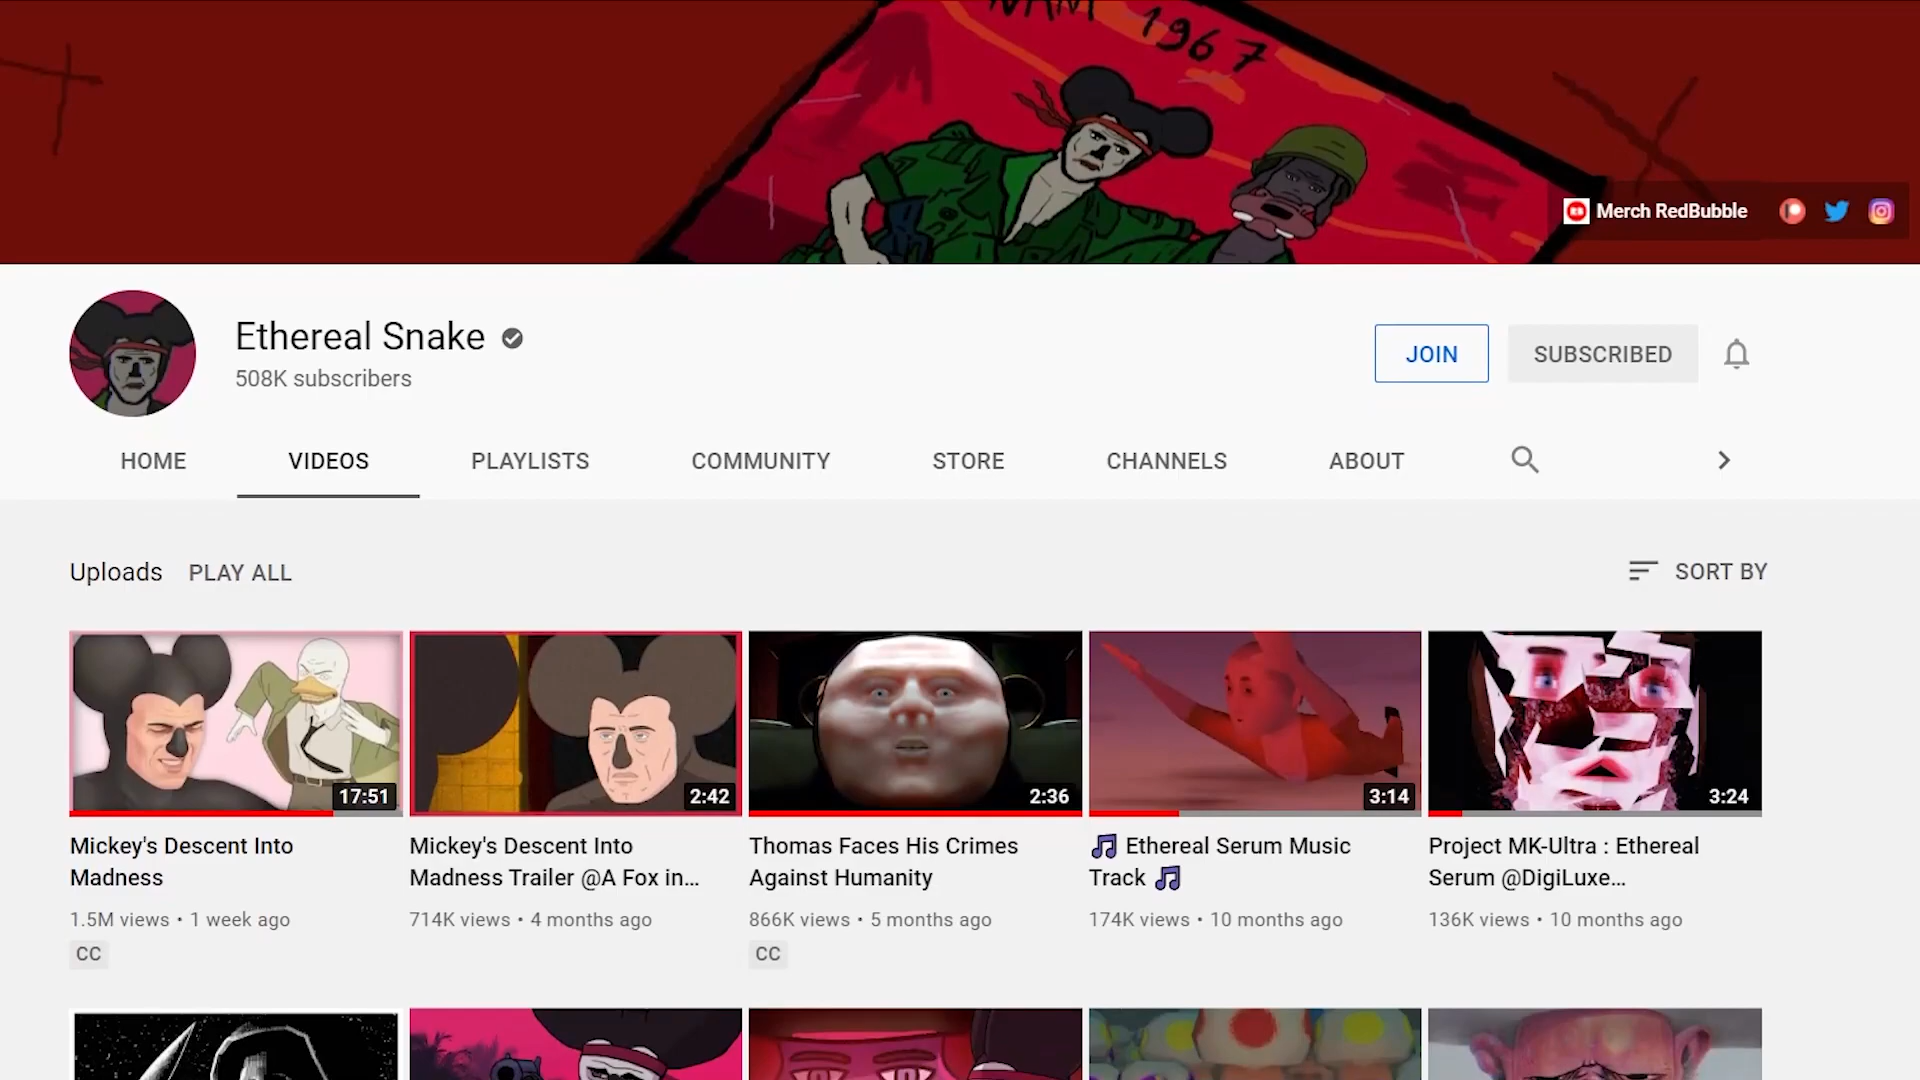 NAM
1967
Merch RedBubble
Ethereal Snake
508K subscribers
JOIN
SUBSCRIBED
HOME
VIDEOS
PLAYLISTS
COMMUNITY
STORE
CHANNELS
ABOUT
Uploads
PLAY ALL
SORT BY
17:51
2:42
2:36
3:14
3:24
Mickey's Descent Into
Madness
1.5M views • 1 week ago
CC
Mickey's Descent Into
Madness Trailer @A Fox in...
714K views • 4 months ago
Thomas Faces His Crimes
Against Humanity
866K views • 5 months ago
CC
🎵 Ethereal Serum Music
Track 🎵
174K views • 10 months ago
Project MK-Ultra : Ethereal
Serum @DigiLuxe...
136K views • 10 months ago